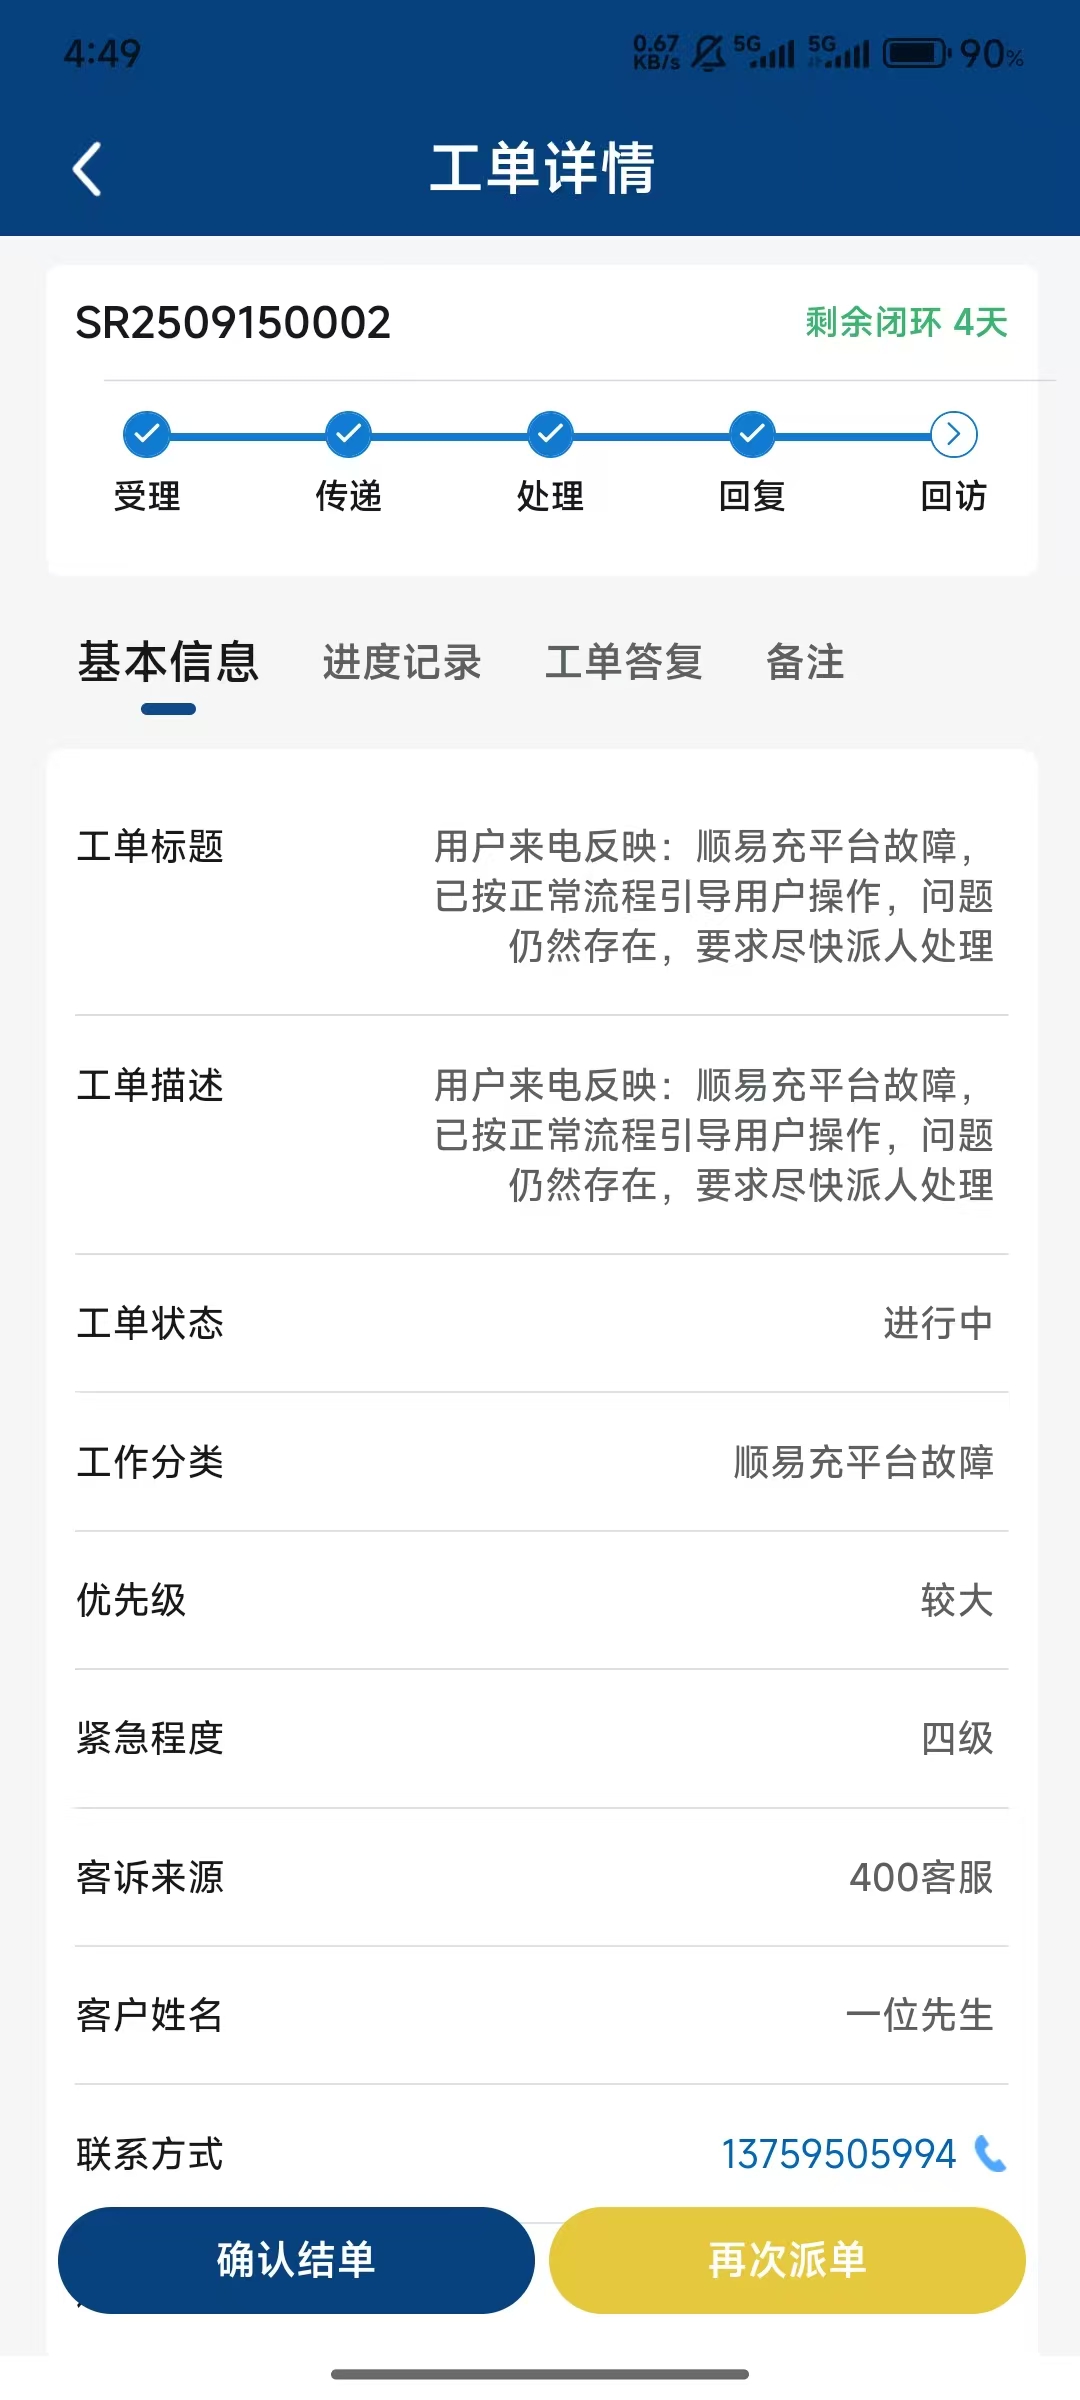 4:49
0.67 KB/s 5G 5G 90%
工单详情
SR2509150002 剩余闭环 4天
受理 传递 处理 回复 回访
基本信息 进度记录 工单答复 备注
工单标题 用户来电反映：顺易充平台故障，
已按正常流程引导用户操作，问题
仍然存在，要求尽快派人处理
工单描述 用户来电反映：顺易充平台故障，
已按正常流程引导用户操作，问题
仍然存在，要求尽快派人处理
工单状态 进行中
工作分类 顺易充平台故障
优先级 较大
紧急程度 四级
客诉来源 400客服
客户姓名 一位先生
联系方式 13759505994
确认结单 再次派单